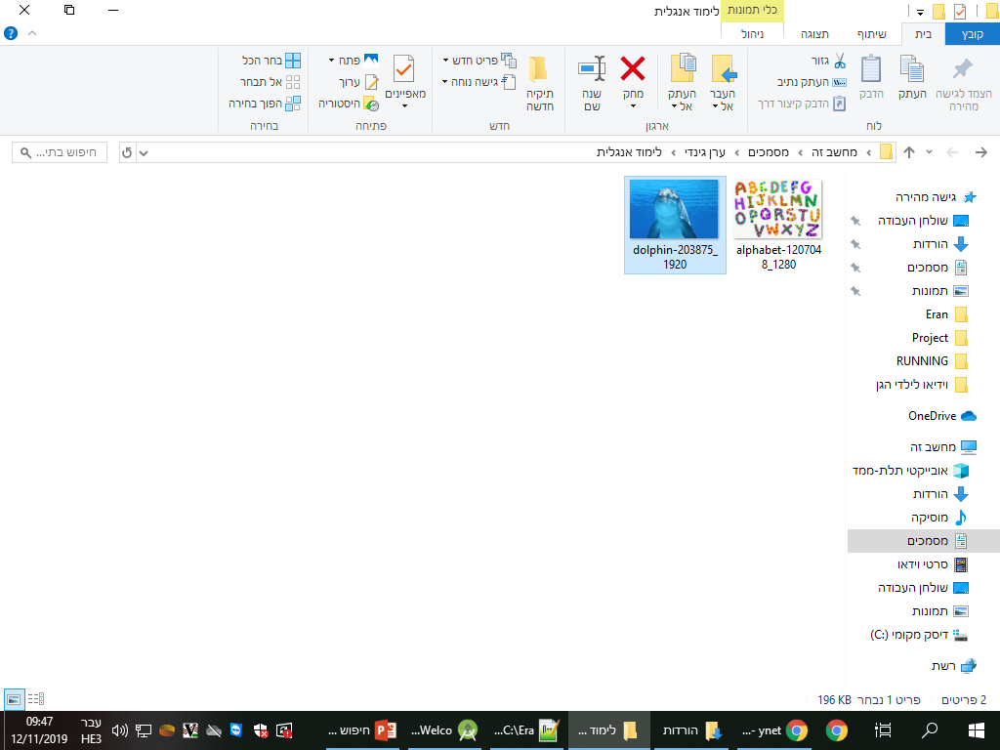 כלי תמונות
לימוד אנגלית
קובץ
בית
שיתוף
תצוגה
ניהול
הצמד לגישה
מהירה
העתק
הדבק
גזור
העתק נתיב
הדבק קיצור דרך
לוח
העבר
אל
העתק
אל
מחק
שנה
שם
ארגון
תיקיה
חדשה
פריט חדש
גישה נוחה
חדש
מאפיינים
פתח
ערוך
היסטוריה
פתיחה
בחר הכל
אל תבחר
הפוך בחירה
בחירה
מחשב זה
מסמכים
ערן גינדי
לימוד אנגלית
חיפוש בתי...
גישה מהירה
שולחן העבודה
הורדות
מסמכים
תמונות
Eran
Project
RUNNING
וידיאו לילדי הגן
OneDrive
מחשב זה
אובייקטי תלת-ממד
הורדות
מוסיקה
מסמכים
סרטי וידאו
שולחן העבודה
תמונות
דיסק מקומי (C:)
רשת
ABCDEFG
HIJKLMN
OPQRSTU
VWXYZ
alphabet-120704
8_1280
dolphin-203875_
1920
2 פריטים
פריט 1 נבחר 196 KB
ynet -...
הורדות
לימוד ...
C:\Era...
Welco...
חיפוש ...
עבר
HE3
09:47
12/11/2019